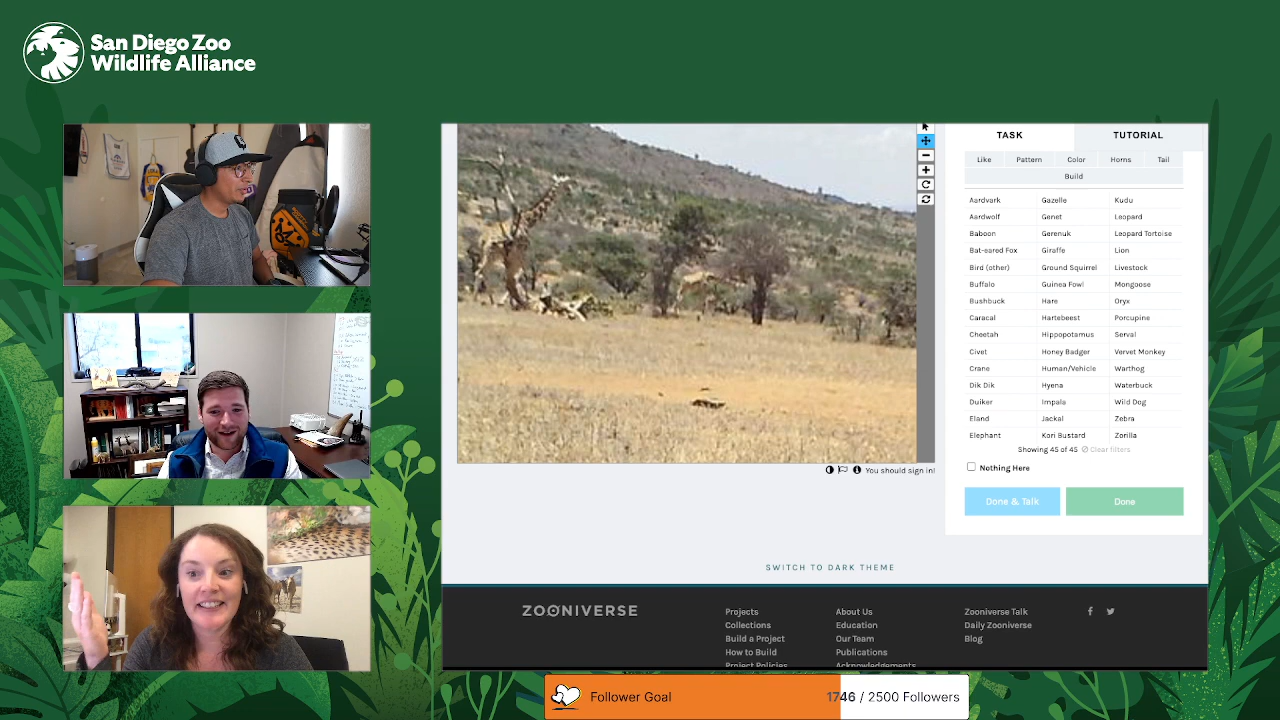 San Diego Zoo
Wildlife Alliance
TASK
TUTORIAL
Like
Pattern
Color
Horns
Tail
Build
Aardvark
Gazelle
Kudu
Aardwolf
Genet
Leopard
Baboon
Gerenuk
Leopard Tortoise
Bat-eared Fox
Giraffe
Lion
Bird (other)
Ground Squirrel
Livestock
Buffalo
Guinea Fowl
Mongoose
Bushbuck
Hare
Oryx
Caracal
Hartebeest
Porcupine
Cheetah
Hippopotamus
Serval
Civet
Honey Badger
Vervet Monkey
Crane
Human/Vehicle
Warthog
Dik Dik
Hyena
Waterbuck
Duiker
Impala
Wild Dog
Eland
Jackal
Zebra
Elephant
Kori Bustard
Zorilla
Showing 45 of 45
Clear filters
Nothing Here
You should sign in!
Done & Talk
Done
SWITCH TO DARK THEME
ZOONIVERSE
Projects
Collections
Build a Project
How to Build
Project Policies
About Us
Education
Our Team
Publications
Acknowledgements
Zooniverse Talk
Daily Zooniverse
Blog
Follower Goal
1746 / 2500 Followers